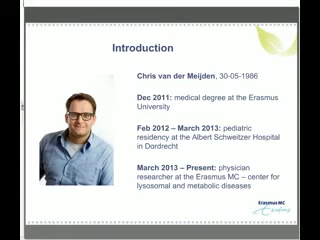 Introduction
Chris van der Meijden, 30-05-1986
Dec 2011: medical degree at the Erasmus
University
Feb 2012 – March 2013: pediatric
residency at the Albert Schweitzer Hospital
in Dordrecht
March 2013 – Present: physician
researcher at the Erasmus MC – center for
lysosomal and metabolic diseases
Erasmus MC
Erasmus